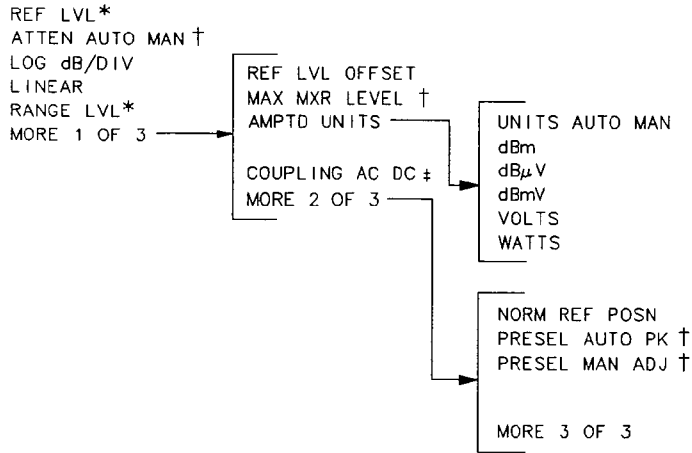 REF LVL*
ATTEN AUTO MAN †
LOG dB/DIV
LINEAR
RANGE LVL*
MORE 1 OF 3
REF LVL OFFSET
MAX MXR LEVEL †
AMPTD UNITS
COUPLING AC DC ‡
MORE 2 OF 3
UNITS AUTO MAN
dBm
dBμV
dBmV
VOLTS
WATTS
NORM REF POSN
PRESEL AUTO PK †
PRESEL MAN ADJ †
MORE 3 OF 3